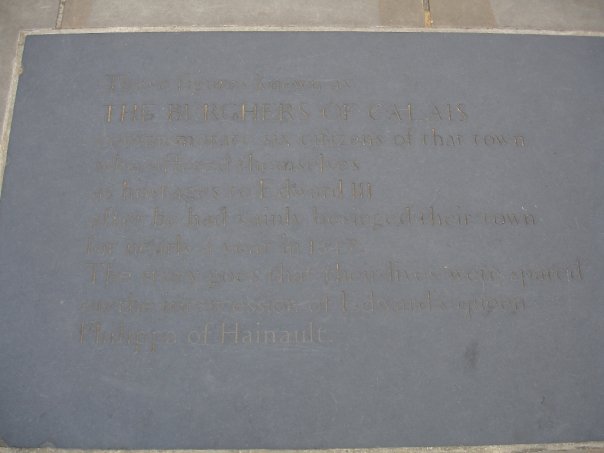 These figures known as
THE BURGHERS OF CALAIS
commemorate six citizens of that town
who offered themselves
as hostages to Edward III
after he had vainly besieged their town
for nearly a year in 1347.
The story goes that their lives were spared
on the intercession of Edward's queen
Philippa of Hainault.